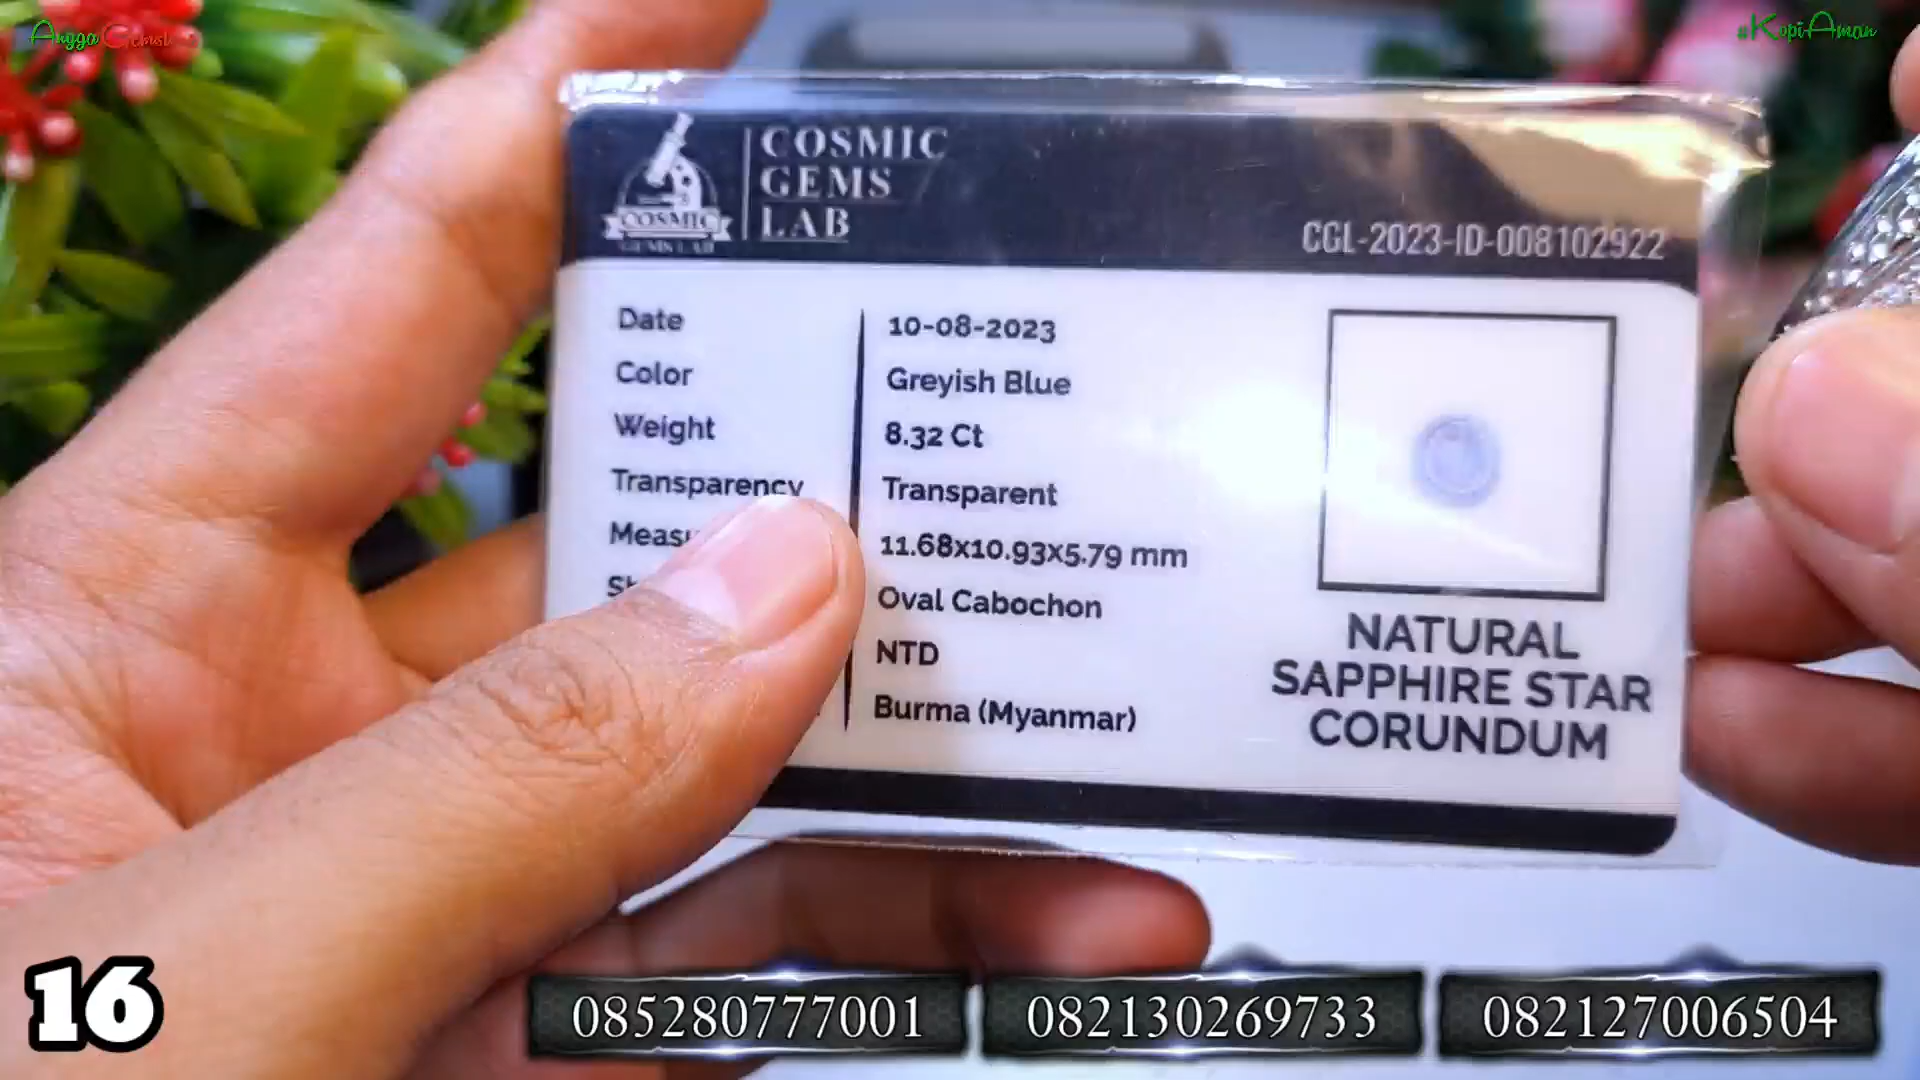 Angga Gemst
#KopiAman
COSMIC
GEMS LAB
COSMIC
GEMS
LAB
CGL-2023-ID-008102922
Date 10-08-2023
Color Greyish Blue
Weight 8.32 Ct
Transparency Transparent
11.68x10.93x5.79 mm
Oval Cabochon
NTD
Burma (Myanmar)
NATURAL
SAPPHIRE STAR
CORUNDUM
16
085280777001
082130269733
082127006504